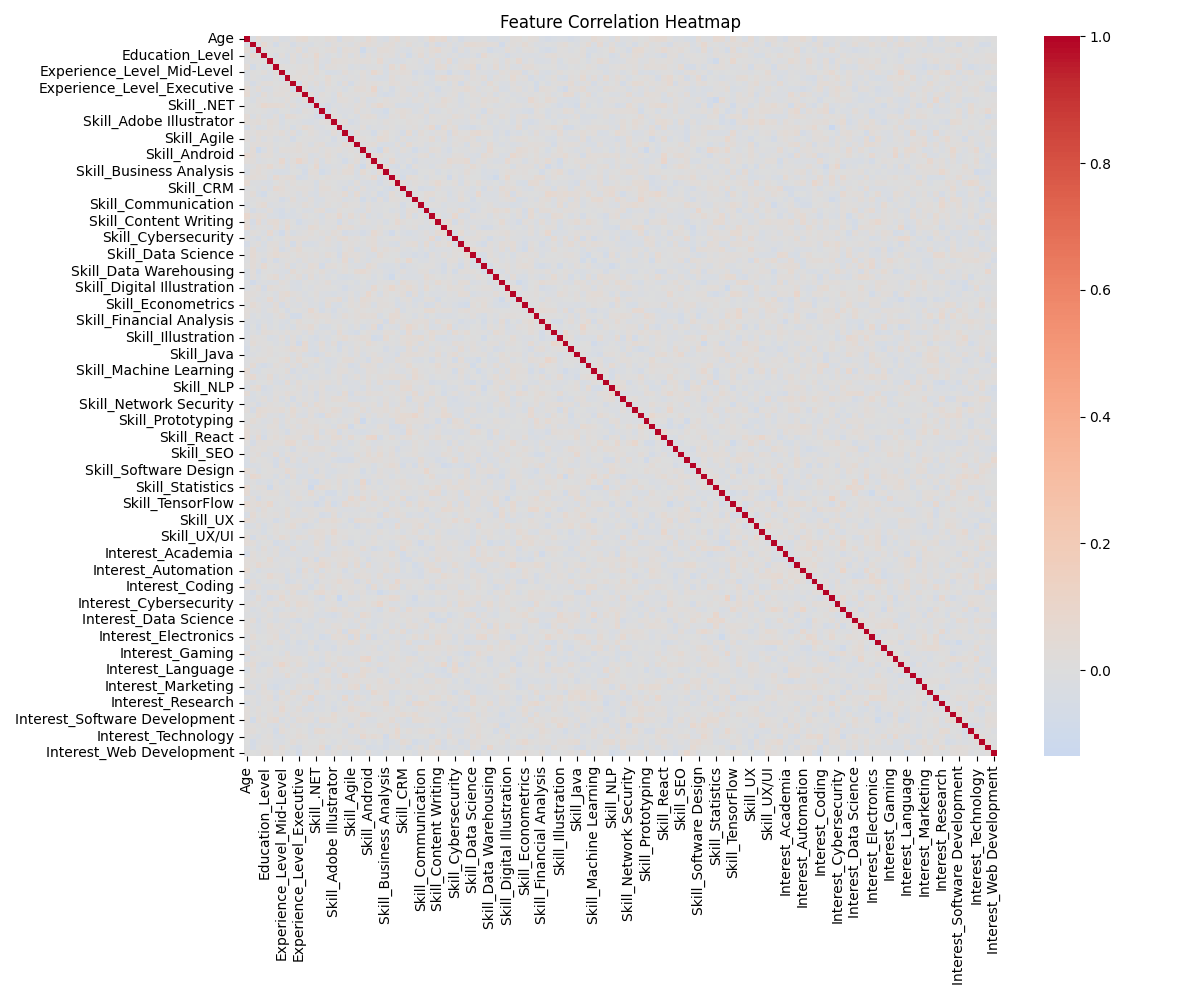 Feature Correlation Heatmap
Age
Education_Level
Experience_Level_Mid-Level
Experience_Level_Executive
Skill_.NET
Skill_Adobe Illustrator
Skill_Agile
Skill_Android
Skill_Business Analysis
Skill_CRM
Skill_Communication
Skill_Content Writing
Skill_Cybersecurity
Skill_Data Science
Skill_Data Warehousing
Skill_Digital Illustration
Skill_Econometrics
Skill_Financial Analysis
Skill_Illustration
Skill_Java
Skill_Machine Learning
Skill_NLP
Skill_Network Security
Skill_Prototyping
Skill_React
Skill_SEO
Skill_Software Design
Skill_Statistics
Skill_TensorFlow
Skill_UX
Skill_UX/UI
Interest_Academia
Interest_Automation
Interest_Coding
Interest_Cybersecurity
Interest_Data Science
Interest_Electronics
Interest_Gaming
Interest_Language
Interest_Marketing
Interest_Research
Interest_Software Development
Interest_Technology
Interest_Web Development
Age
Education_Level
Experience_Level_Mid-Level
Experience_Level_Executive
Skill_.NET
Skill_Adobe Illustrator
Skill_Agile
Skill_Android
Skill_Business Analysis
Skill_CRM
Skill_Communication
Skill_Content Writing
Skill_Cybersecurity
Skill_Data Science
Skill_Data Warehousing
Skill_Digital Illustration
Skill_Econometrics
Skill_Financial Analysis
Skill_Illustration
Skill_Java
Skill_Machine Learning
Skill_NLP
Skill_Network Security
Skill_Prototyping
Skill_React
Skill_SEO
Skill_Software Design
Skill_Statistics
Skill_TensorFlow
Skill_UX
Skill_UX/UI
Interest_Academia
Interest_Automation
Interest_Coding
Interest_Cybersecurity
Interest_Data Science
Interest_Electronics
Interest_Gaming
Interest_Language
Interest_Marketing
Interest_Research
Interest_Software Development
Interest_Technology
Interest_Web Development
1.0
0.8
0.6
0.4
0.2
0.0